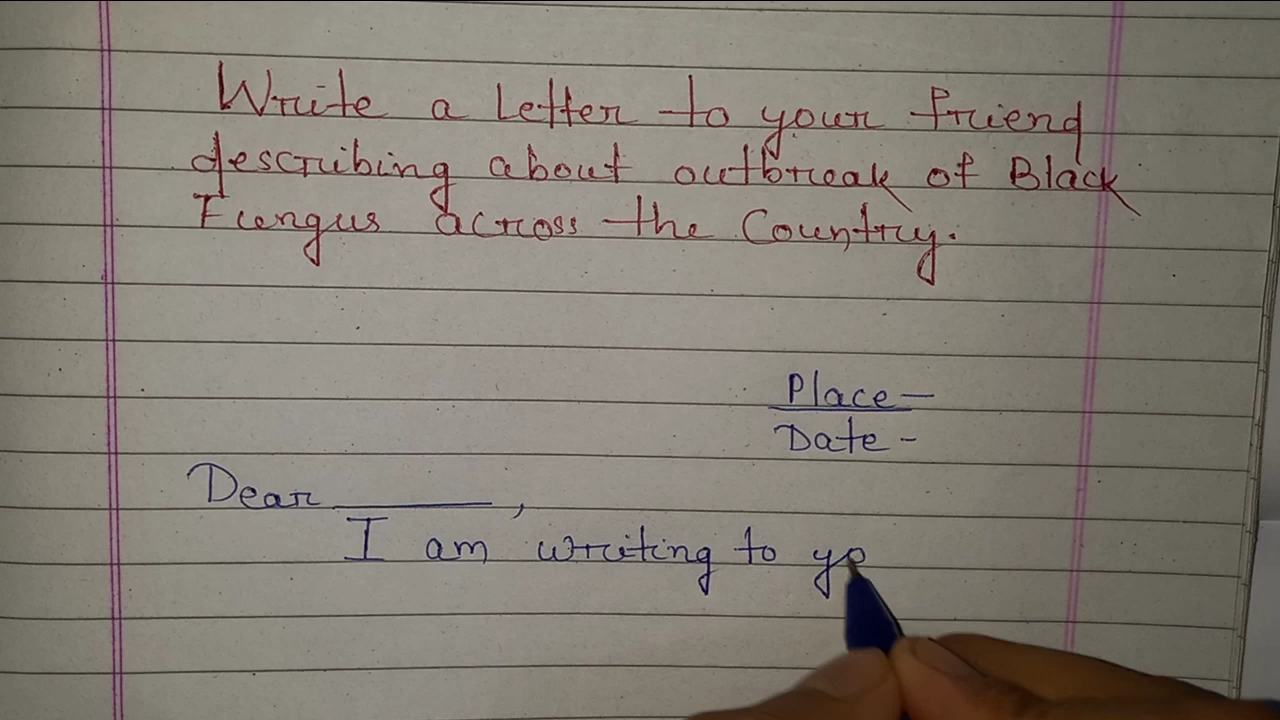 Write a letter to your friend
describing about outbreak of Black
Fungus across the Country.
Place-
Date-
Dear ______,
I am writing to yo